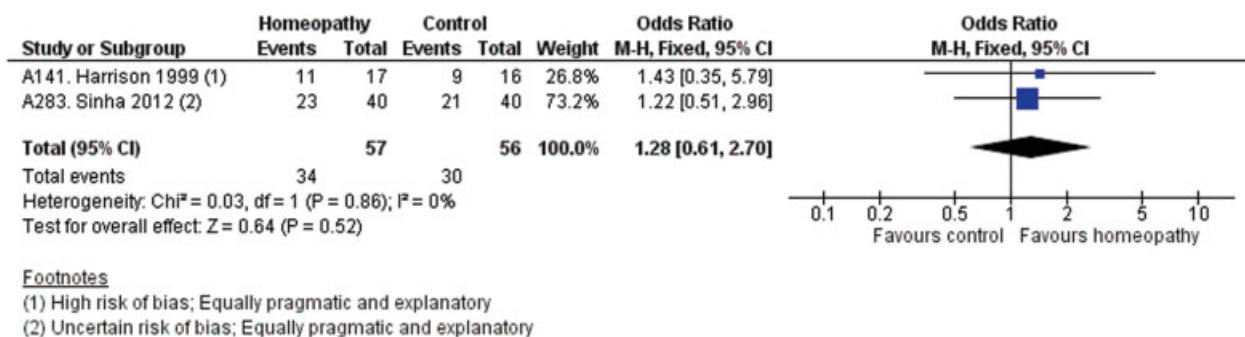 Homeopathy Control Odds Ratio Odds Ratio
Study or Subgroup Events Total Events Total Weight M-H, Fixed, 95% CI M-H, Fixed, 95% CI
A141. Harrison 1999 (1) 11 17 9 16 26.8% 1.43 [0.35, 5.79]
A283. Sinha 2012 (2) 23 40 21 40 73.2% 1.22 [0.51, 2.96]
Total (95% CI) 57 56 100.0% 1.28 [0.61, 2.70]
Total events 34 30
Heterogeneity: Chi² = 0.03, df = 1 (P = 0.86); I² = 0%
Test for overall effect: Z = 0.64 (P = 0.52)
0.1 0.2 0.5 1 2 5 10
Favours control Favours homeopathy
Footnotes
(1) High risk of bias; Equally pragmatic and explanatory
(2) Uncertain risk of bias; Equally pragmatic and explanatory